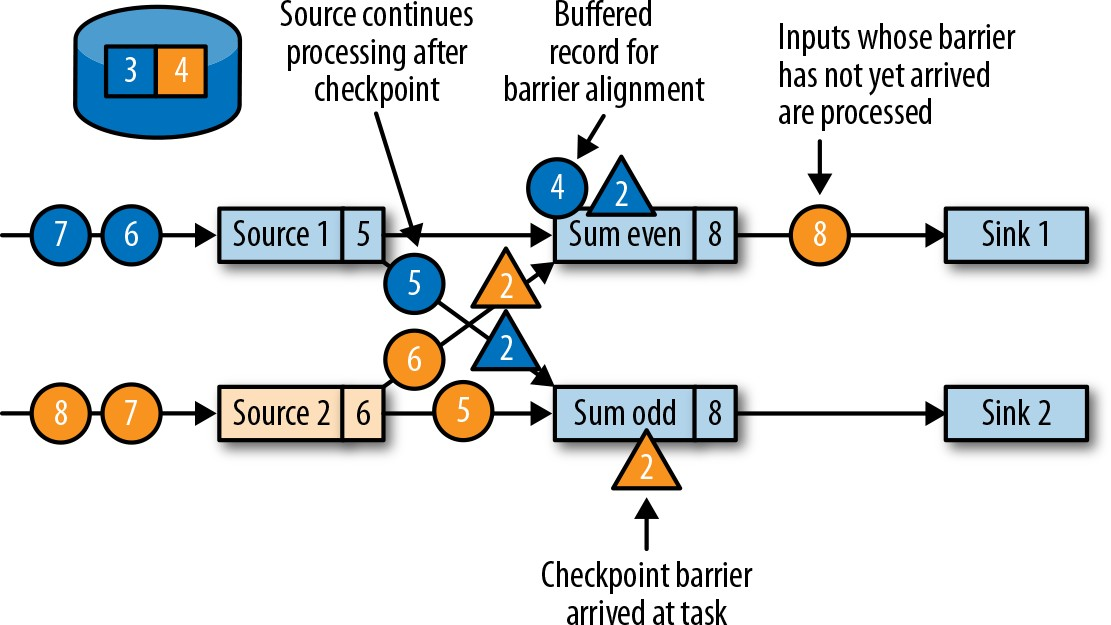 Source continues
processing after
checkpoint
Buffered
record for
barrier alignment
Inputs whose barrier
has not yet arrived
are processed
3 4
4 2
7 6 Source 1 5 Sum even 8 8 Sink 1
5 2
2
6
8 7 Source 2 6 5 Sum odd 8 Sink 2
2
Checkpoint barrier
arrived at task